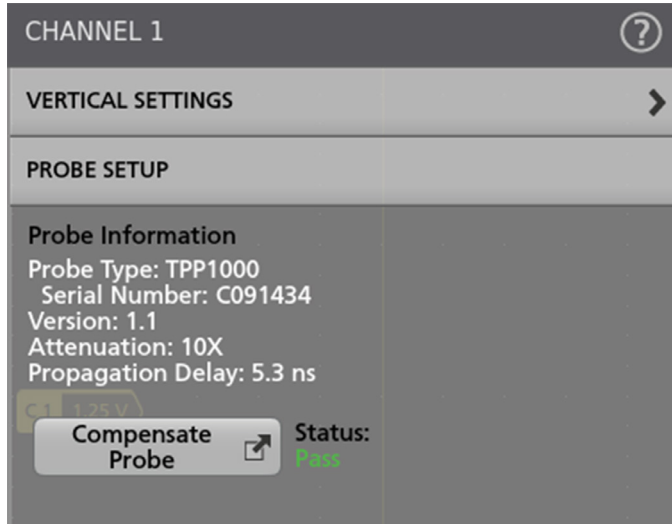 CHANNEL 1
?
VERTICAL SETTINGS
PROBE SETUP
Probe Information
Probe Type: TPP1000
Serial Number: C091434
Version: 1.1
Attenuation: 10X
Propagation Delay: 5.3 ns
C1 1.25 V
Compensate
Probe
Status:
Pass